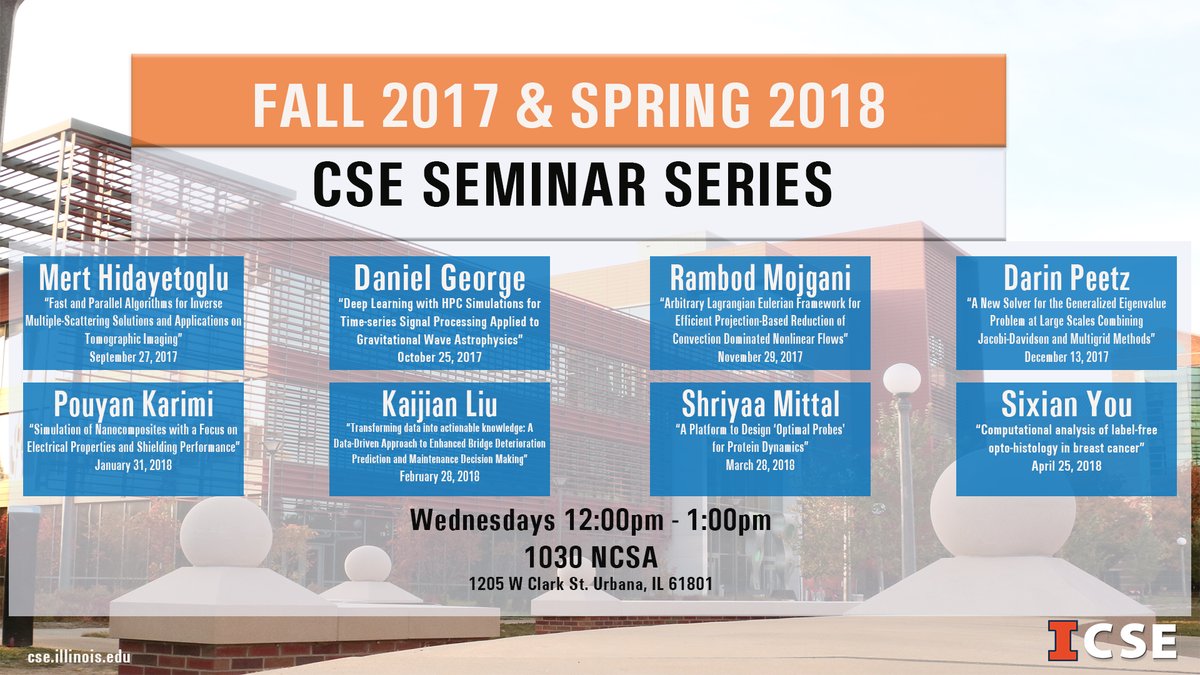 FALL 2017 & SPRING 2018
CSE SEMINAR SERIES
Mert Hidayetoglu
“Fast and Parallel Algorithms for Inverse
Multiple-Scattering Solutions and Applications on
Tomographic Imaging”
September 27, 2017
Daniel George
“Deep Learning with HPC Simulations for
Time-series Signal Processing Applied to
Gravitational Wave Astrophysics”
October 25, 2017
Rambod Mojgani
“Arbitrary Lagrangian Eulerian Framework for
Efficient Projection-Based Reduction of
Convection Dominated Nonlinear Flows”
November 29, 2017
Darin Peetz
“A New Solver for the Generalized Eigenvalue
Problem at Large Scales Combining
Jacobi-Davidson and Multigrid Methods”
December 13, 2017
Pouyan Karimi
“Simulation of Nanocomposites with a Focus on
Electrical Properties and Shielding Performance”
January 31, 2018
Kaijian Liu
“Transforming data into actionable knowledge: A
Data-Driven Approach to Enhanced Bridge Deterioration
Prediction and Maintenance Decision Making”
February 28, 2018
Shriyaa Mittal
“A Platform to Design ‘Optimal Probes’
for Protein Dynamics”
March 28, 2018
Sixian You
“Computational analysis of label-free
opto-histology in breast cancer”
April 25, 2018
Wednesdays 12:00pm - 1:00pm
1030 NCSA
1205 W Clark St. Urbana, IL 61801
cse.illinois.edu
I CSE